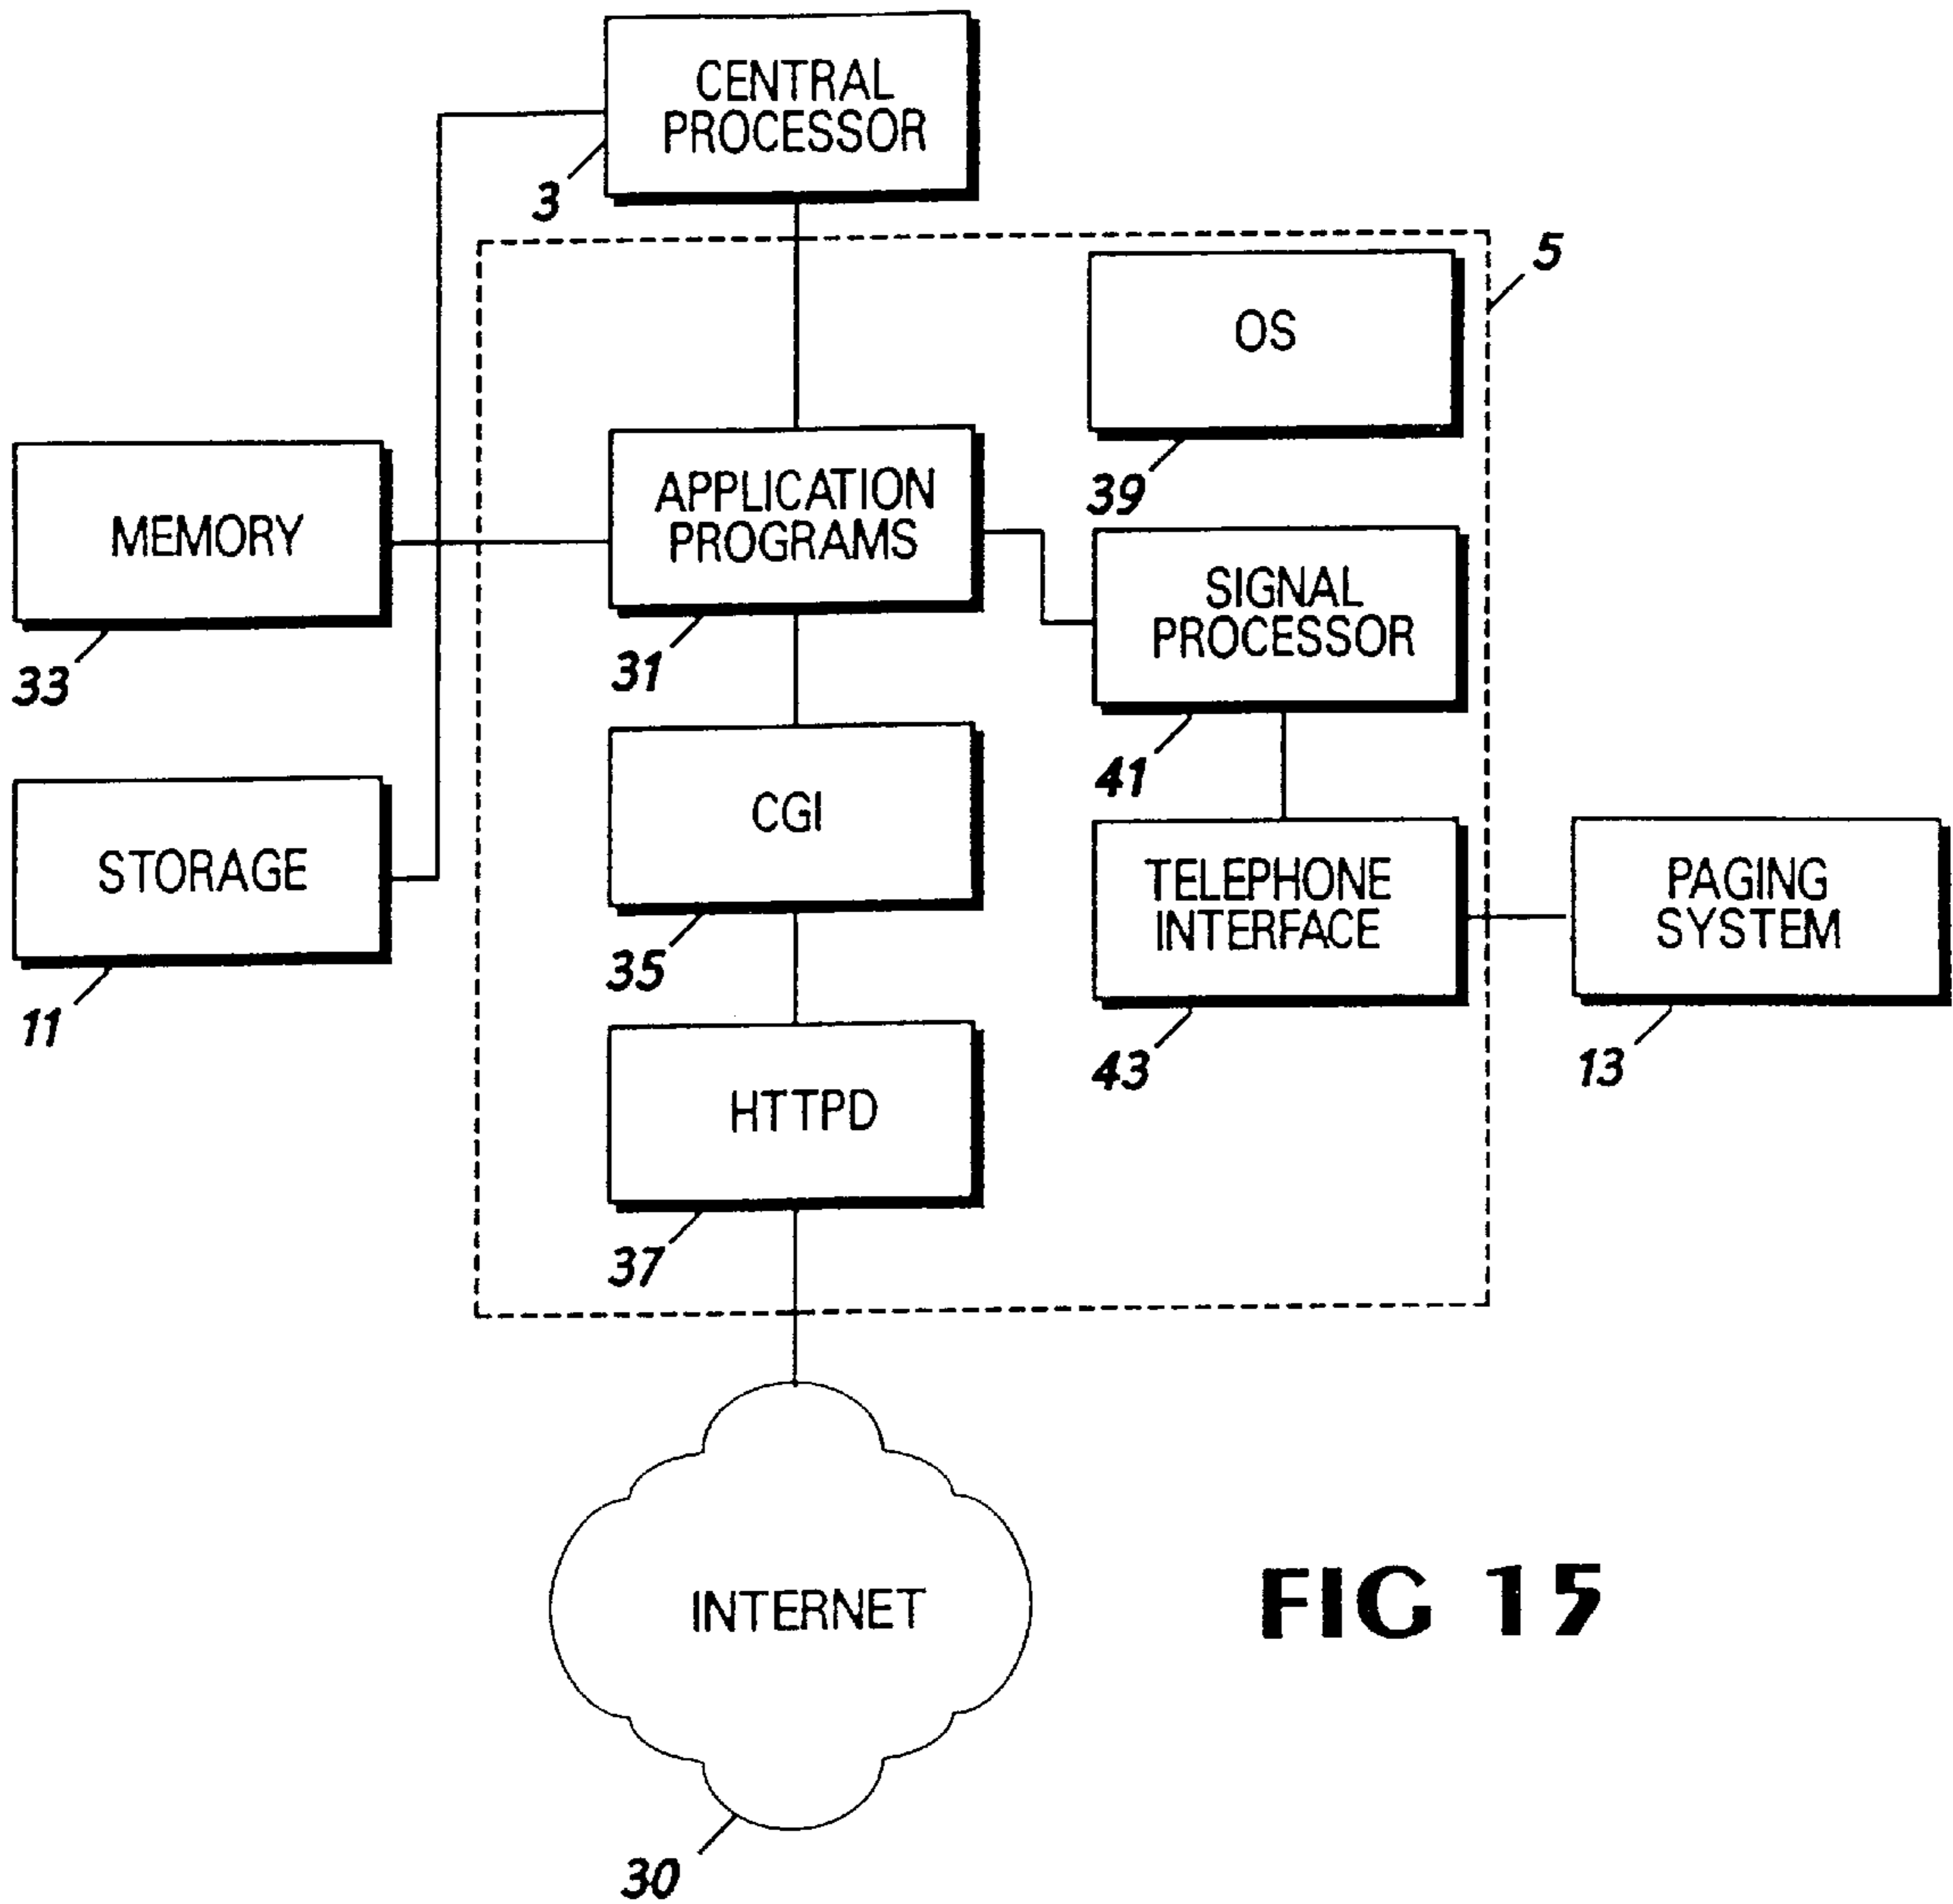 CENTRAL
PROCESSOR
3
5
OS
39
MEMORY
33
APPLICATION
PROGRAMS
31
SIGNAL
PROCESSOR
41
STORAGE
11
CGI
35
TELEPHONE
INTERFACE
43
PAGING
SYSTEM
13
HTTPD
37
INTERNET
30
FIG 15